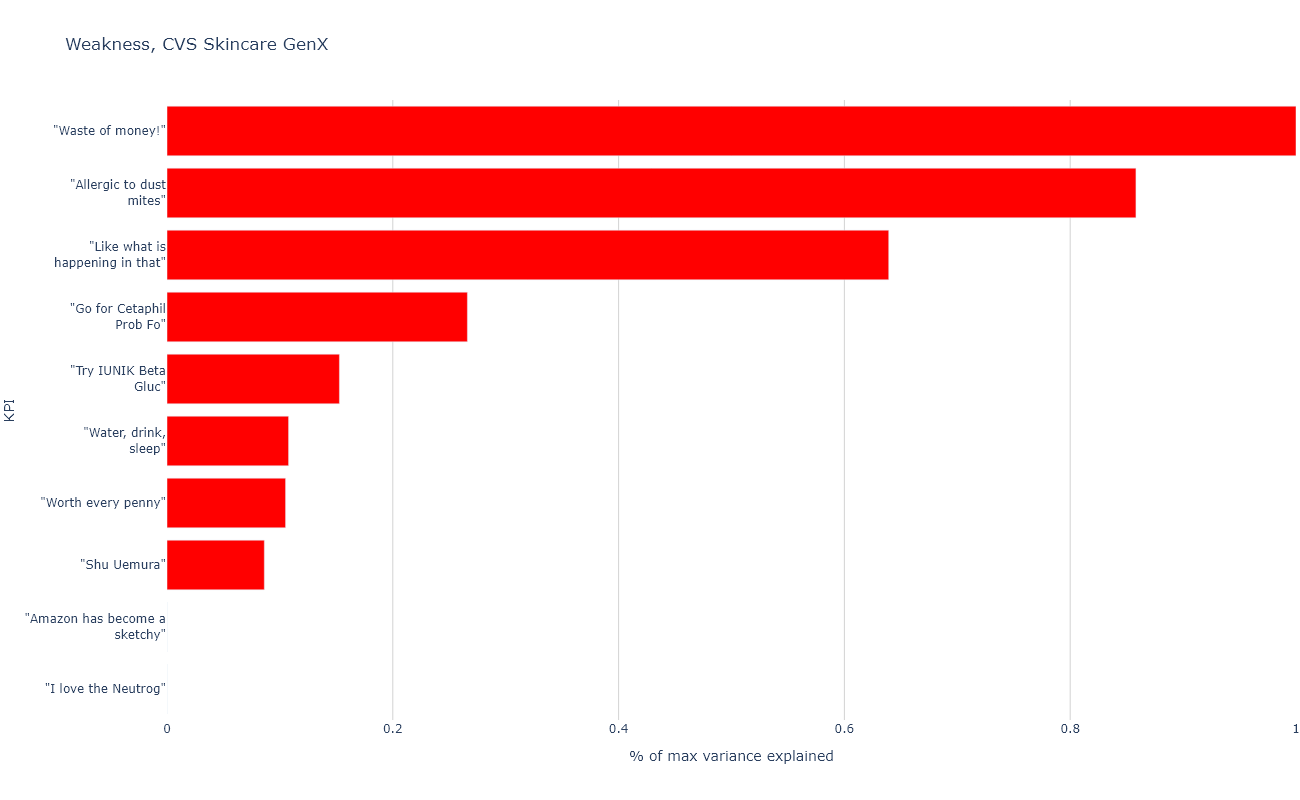 Weakness, CVS Skincare GenX
"Waste of money!"
"Allergic to dust
mites"
"Like what is
happening in that"
"Go for Cetaphil
Prob Fo"
"Try IUNIK Beta
Gluc"
"Water, drink,
sleep"
"Worth every penny"
"Shu Uemura"
"Amazon has become a
sketchy"
"I love the Neutrog"
KPI
0 0.2 0.4 0.6 0.8 1
% of max variance explained